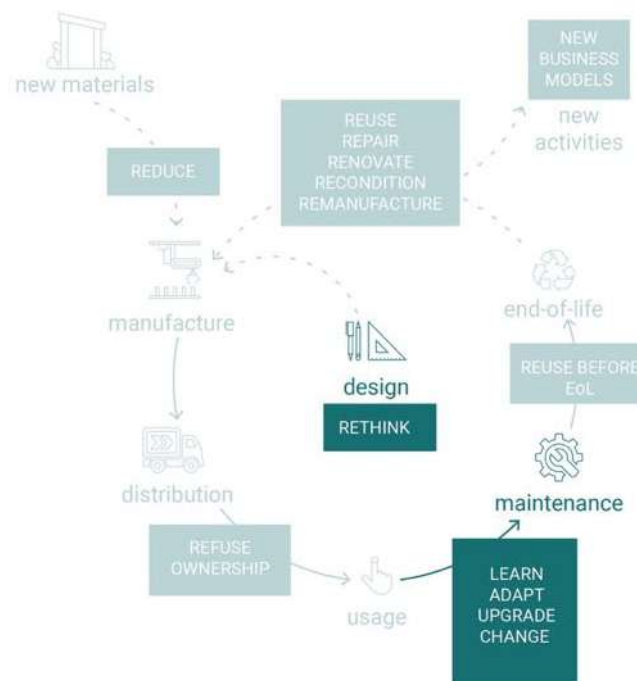 new materials
NEW
BUSINESS
MODELS
new
activities
REUSE
REPAIR
RENOVATE
RECONDITION
REMANUFACTURE
REDUCE
manufacture
end-of-life
design
RETHINK
REUSE BEFORE
EoL
distribution
maintenance
REFUSE
OWNERSHIP
usage
LEARN
ADAPT
UPGRADE
CHANGE